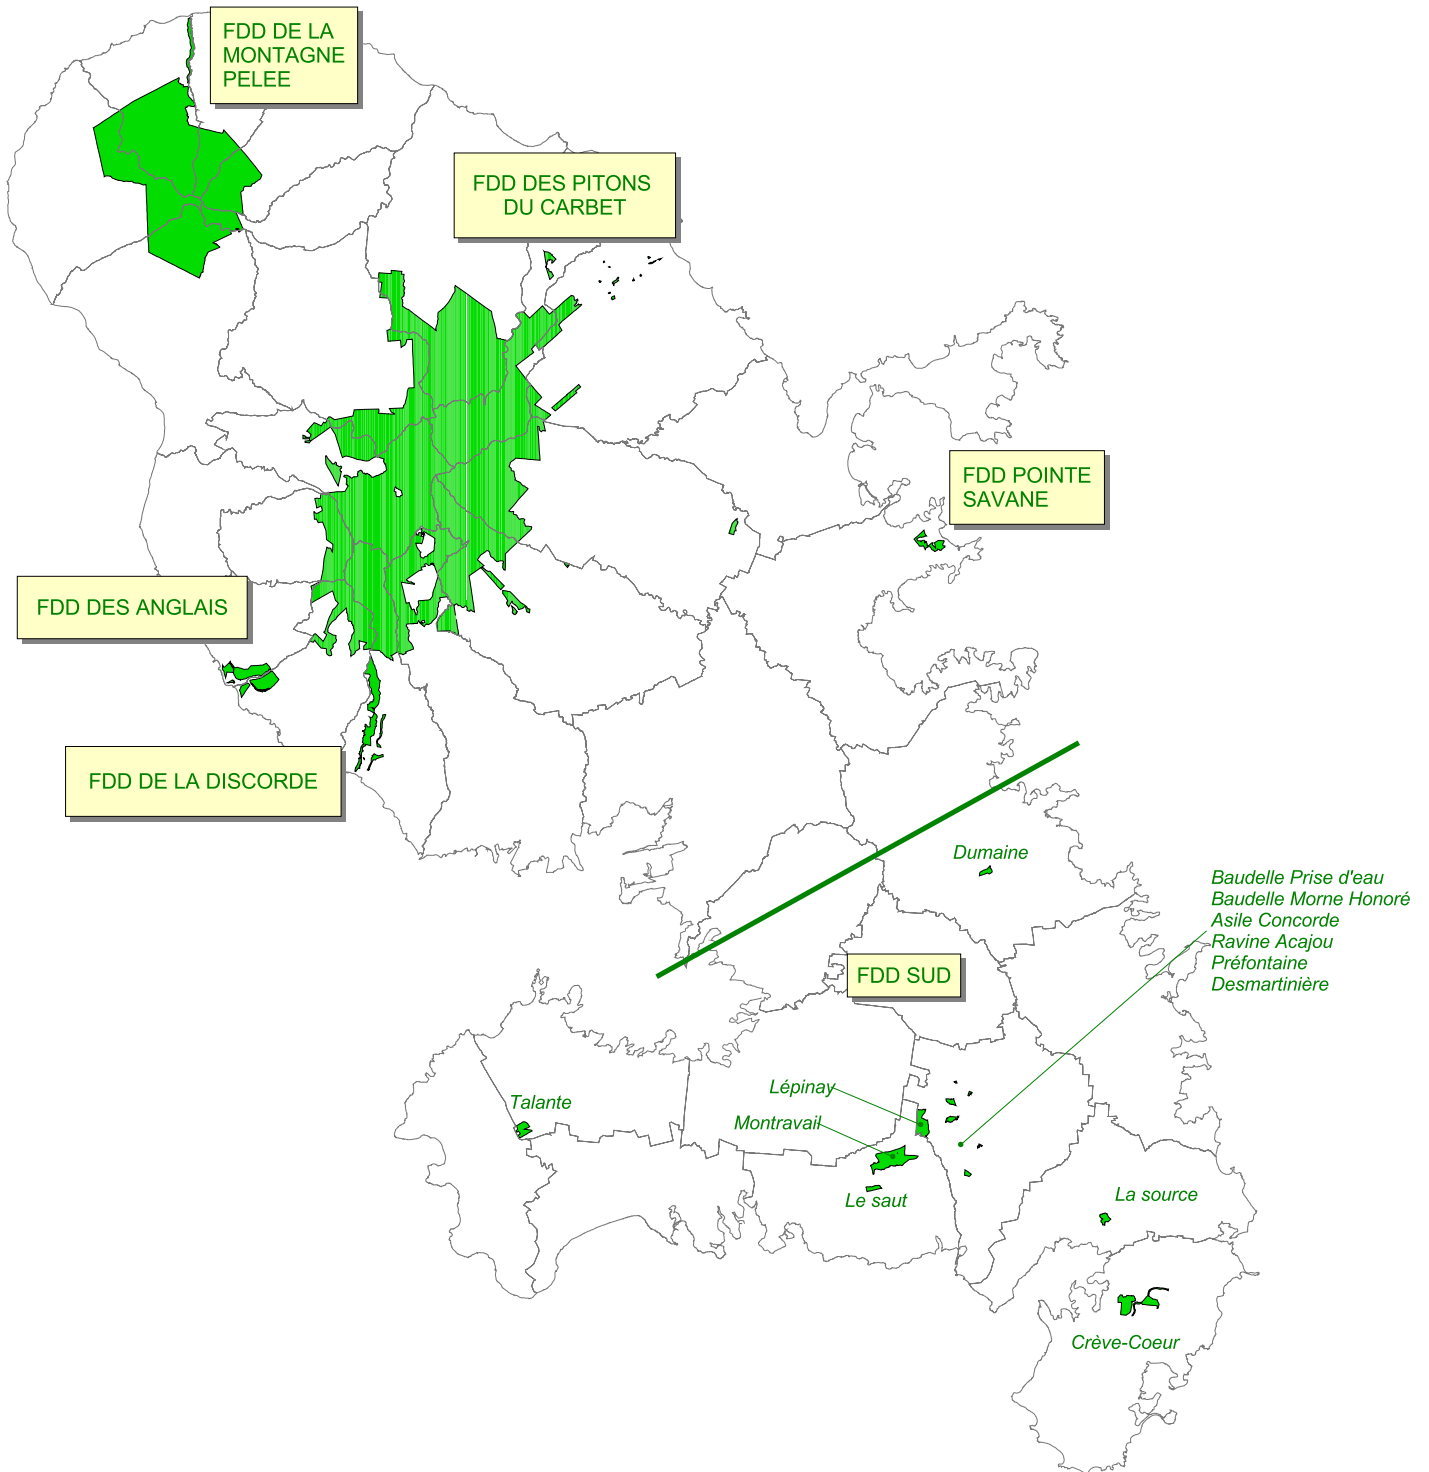 FDD DE LA
MONTAGNE
PELEE
FDD DES PITONS
DU CARBET
FDD POINTE
SAVANE
FDD DES ANGLAIS
FDD DE LA DISCORDE
Dumaine
Baudelle Prise d'eau
Baudelle Morne Honoré
Asile Concorde
Ravine Acajou
Préfontaine
Desmartinière
FDD SUD
Lépinay
Talante
Montravail
Le saut
La source
Crève-Coeur